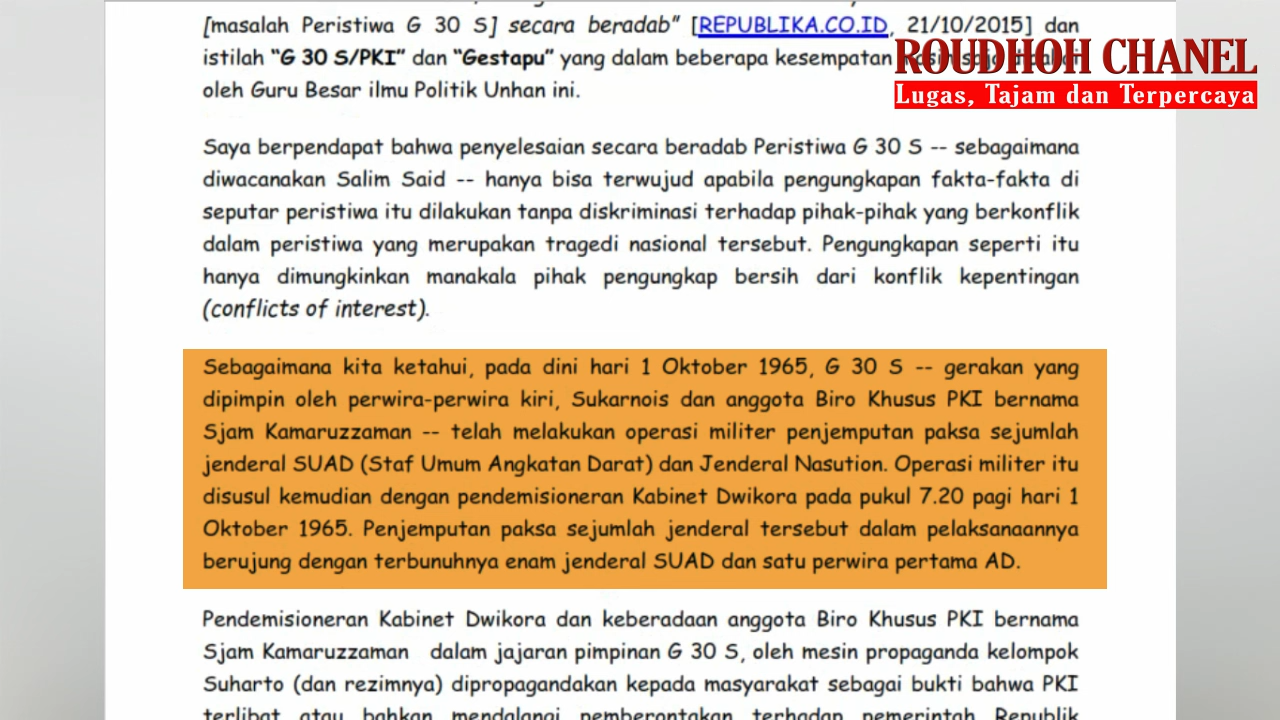 [masalah Peristiwa G 30 S] secara beradab” [REPUBLIKA.CO.ID, 21/10/2015] dan
istilah “G 30 S/PKI” dan “Gestapu” yang dalam beberapa kesempatan
oleh Guru Besar ilmu Politik Unhan ini.
ROUDHOH CHANEL
Lugas, Tajam dan Terpercaya
Saya berpendapat bahwa penyelesaian secara beradab Peristiwa G 30 S -- sebagaimana
diwacanakan Salim Said -- hanya bisa terwujud apabila pengungkapan fakta-fakta di
seputar peristiwa itu dilakukan tanpa diskriminasi terhadap pihak-pihak yang berkonflik
dalam peristiwa yang merupakan tragedi nasional tersebut. Pengungkapan seperti itu
hanya dimungkinkan manakala pihak pengungkap bersih dari konflik kepentingan
(conflicts of interest).
Sebagaimana kita ketahui, pada dini hari 1 Oktober 1965, G 30 S -- gerakan yang
dipimpin oleh perwira-perwira kiri, Sukarnois dan anggota Biro Khusus PKI bernama
Sjam Kamaruzzaman -- telah melakukan operasi militer penjemputan paksa sejumlah
jenderal SUAD (Staf Umum Angkatan Darat) dan Jenderal Nasution. Operasi militer itu
disusul kemudian dengan pendemisioneran Kabinet Dwikora pada pukul 7.20 pagi hari 1
Oktober 1965. Penjemputan paksa sejumlah jenderal tersebut dalam pelaksanaannya
berujung dengan terbunuhnya enam jenderal SUAD dan satu perwira pertama AD.
Pendemisioneran Kabinet Dwikora dan keberadaan anggota Biro Khusus PKI bernama
Sjam Kamaruzzaman dalam jajaran pimpinan G 30 S, oleh mesin propaganda kelompok
Suharto (dan rezimnya) dipropagandakan kepada masyarakat sebagai bukti bahwa PKI
terlibat atau bahkan mendalangi pemberontakan terhadap pemerintah Republik